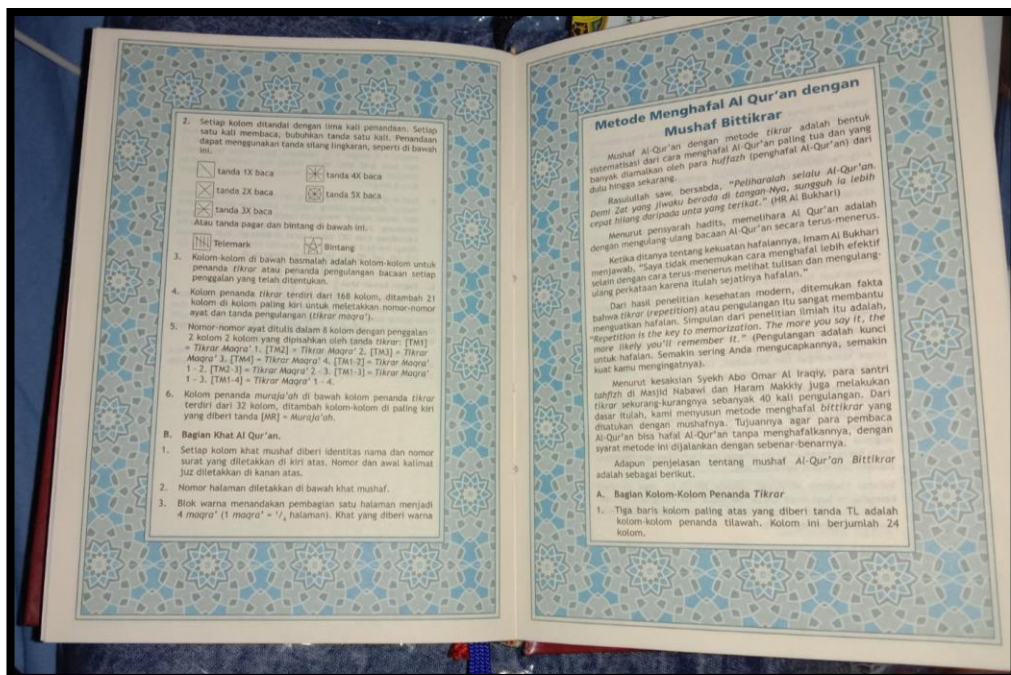 Metode Menghafal Al Qur'an dengan
Mushaf Bittikrar
Mushaf Al-Qur'an dengan metode tikrar adalah bentuk
sistematisasi dari cara menghafal Al-Qur'an paling tua dan yang
banyak diamalkan oleh para huffazh (penghafal Al-Qur'an) dari
dulu hingga sekarang.
Rasulullah saw. bersabda, "Peliharalah selalu Al-Qur'an.
Demi Zat yang jiwaku berada di tangan-Nya, sungguh ia lebih
cepat hilang daripada unta yang terikat." (HR Al Bukhari)
Menurut pensyarah hadits, memelihara Al Qur'an adalah
dengan mengulang-ulang bacaan Al-Qur'an secara terus-menerus.
Ketika ditanya tentang kekuatan hafalannya, Imam Al Bukhari
menjawab, "Saya tidak menemukan cara menghafal lebih efektif
selain dengan cara terus-menerus melihat tulisan dan mengulang-
ulang perkataan karena itulah sejatinya hafalan."
Dari hasil penelitian kesehatan modern, ditemukan fakta
bahwa tikrar (repetition) atau pengulangan itu sangat membantu
menguatkan hafalan. Simpulan dari penelitian ilmiah itu adalah,
"Repetition is the key to memorization. The more you say it, the
more likely you'll remember it." (Pengulangan adalah kunci
untuk hafalan. Semakin sering Anda mengucapkannya, semakin
kuat kamu mengingatnya).
Menurut kesaksian Syekh Abo Omar Al Iraqiy, para santri
tahfizh di Masjid Nabawi dan Haram Makkiy juga melakukan
tikrar sekurang-kurangnya sebanyak 40 kali pengulangan. Dari
dasar itulah, kami menyusun metode menghafal bittikrar yang
disatukan dengan mushafnya. Tujuannya agar para pembaca
Al-Qur'an bisa hafal Al-Qur'an tanpa menghafalkannya, dengan
syarat metode ini dijalankan dengan sebenar-benarnya.
Adapun penjelasan tentang mushaf Al-Qur'an Bittikrar
adalah sebagai berikut.
A. Bagian Kolom-Kolom Penanda Tikrar
1. Tiga baris kolom paling atas yang diberi tanda TL adalah
kolom-kolom penanda tilawah. Kolom ini berjumlah 24
kolom.
2. Setiap kolom ditandai dengan lima kali penandaan. Setiap
satu kali membaca, bubuhkan tanda satu kali. Penandaan
dapat menggunakan tanda silang lingkaran, seperti di bawah
ini.
tanda 1X baca tanda 4X baca
tanda 2X baca tanda 5X baca
tanda 3X baca
Atau tanda pagar dan bintang di bawah ini.
Telemark Bintang
3. Kolom-kolom di bawah basmalah adalah kolom-kolom untuk
penanda tikrar atau penanda pengulangan bacaan setiap
penggalan yang telah ditentukan.
4. Kolom penanda tikrar terdiri dari 168 kolom, ditambah 21
kolom di kolom paling kiri untuk meletakkan nomor-nomor
ayat dan tanda pengulangan (tikrar maqra').
5. Nomor-nomor ayat ditulis dalam 8 kolom dengan penggalan
2 kolom 2 kolom yang dipisahkan oleh tanda tikrar: [TM1]
= Tikrar Maqra' 1. [TM2] = Tikrar Maqra' 2. [TM3] = Tikrar
Maqra' 3. [TM4] = Tikrar Maqra' 4. [TM1-2] = Tikrar Maqra'
1 - 2. [TM2-3] = Tikrar Maqra' 2 - 3. [TM1-3] = Tikrar Maqra'
1 - 3. [TM1-4] = Tikrar Maqra' 1 - 4.
6. Kolom penanda muraja'ah di bawah kolom penanda tikrar
terdiri dari 32 kolom, ditambah kolom-kolom di paling kiri
yang diberi tanda [MR] = Muraja'ah.
B. Bagian Khat Al Qur'an.
1. Setiap kolom khat mushaf diberi identitas nama dan nomor
surat yang diletakkan di kiri atas. Nomor dan awal kalimat
juz diletakkan di kanan atas.
2. Nomor halaman diletakkan di bawah khat mushaf.
3. Blok warna menandakan pembagian satu halaman menjadi
4 maqra' (1 maqra' = 1/4 halaman). Khat yang diberi warna